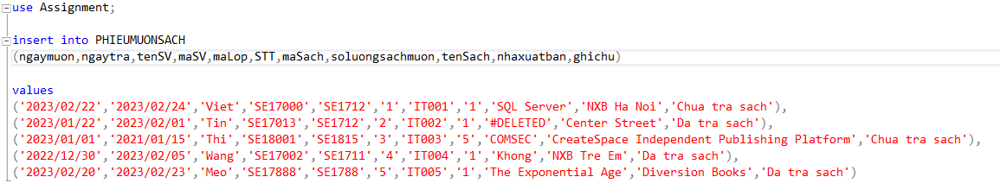 use Assignment;
insert into PHIEUMUONSACH
(ngaymuon,ngaytra,tenSV,maSV,maLop,STT,maSach,soluongsachmuon,tenSach,nhaxuatban,ghichu)
values
('2023/02/22','2023/02/24','Viet','SE17000','SE1712','1','IT001','1','SQL Server','NXB Ha Noi','Chua tra sach'),
('2023/01/22','2023/02/01','Tin','SE17013','SE1712','2','IT002','1','#DELETED','Center Street','Da tra sach'),
('2023/01/01','2021/01/15','Thi','SE18001','SE1815','3','IT003','5','COMSEC','CreateSpace Independent Publishing Platform','Chua tra sach'),
('2022/12/30','2023/02/05','Wang','SE17002','SE1711','4','IT004','1','Khong','NXB Tre Em','Da tra sach'),
('2023/02/20','2023/02/23','Meo','SE17888','SE1788','5','IT005','1','The Exponential Age','Diversion Books','Da tra sach')